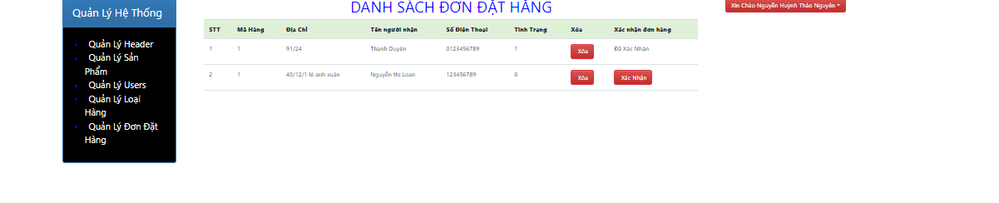 Quản Lý Hệ Thống
Quản Lý Header
Quản Lý Sản
Phẩm
Quản Lý Users
Quản Lý Loại
Hàng
Quản Lý Đơn Đặt
Hàng
DANH SÁCH ĐƠN ĐẶT HÀNG
STT Mã Hàng Địa Chỉ Tên người nhận Số Điện Thoại Tình Trạng Xóa Xác nhận đơn hàng
1 1 91/24 Thanh Duyên 0123456789 1 Xóa Đã Xác Nhận
2 1 40/12/1 lê anh xuân Nguyễn thị Loan 123456789 0 Xóa Xác Nhận
Xin Chào Nguyễn Huỳnh Thảo Nguyên